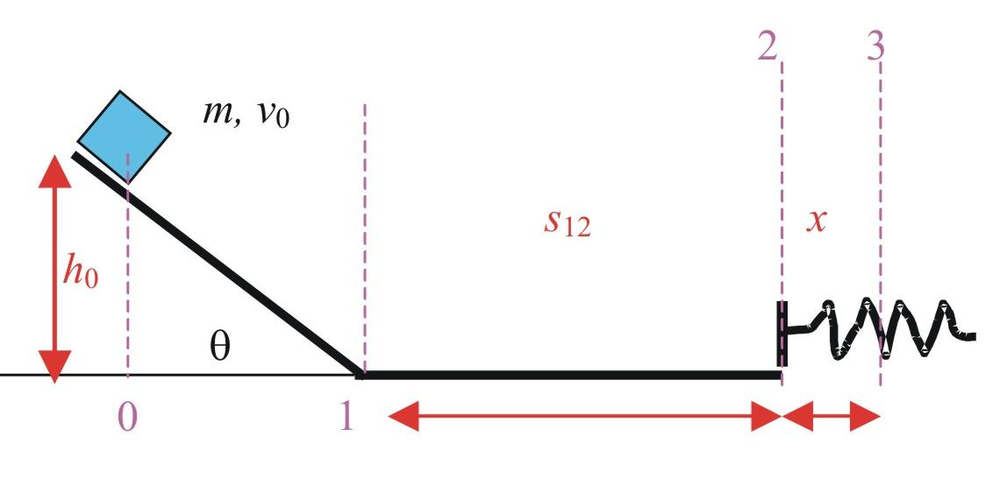 2 3
m, v₀
s₁₂ x
h₀
θ
0 1